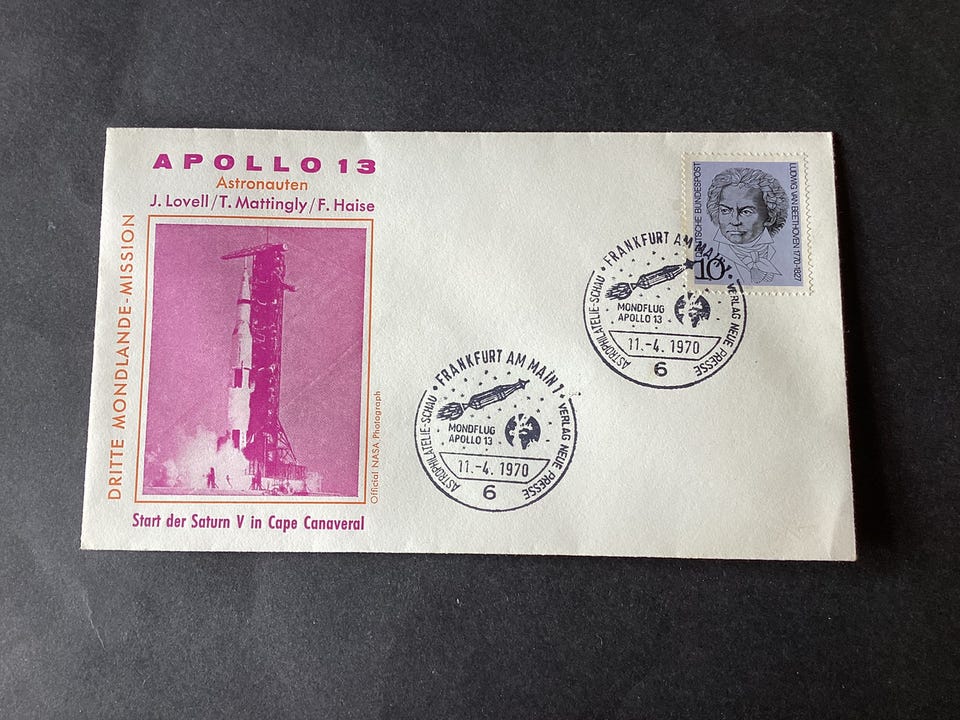 APOLLO 13
Astronauten
J. Lovell/T. Mattingly/F. Haise
DRITTE MONDLANDE-MISSION
Official NASA Photograph
Start der Saturn V in Cape Canaveral
DEUTSCHE BUNDESPOST
LUDWIG VAN BEETHOVEN 1770-1827
10
ASTROPHILATELIE-SCHAU · FRANKFURT AM MAIN 1 · VERLAG NEUE PRESSE
MONDFLUG
APOLLO 13
11.-4. 1970
6
ASTROPHILATELIE-SCHAU · FRANKFURT AM MAIN 1 · VERLAG NEUE PRESSE
MONDFLUG
APOLLO 13
11.-4. 1970
6